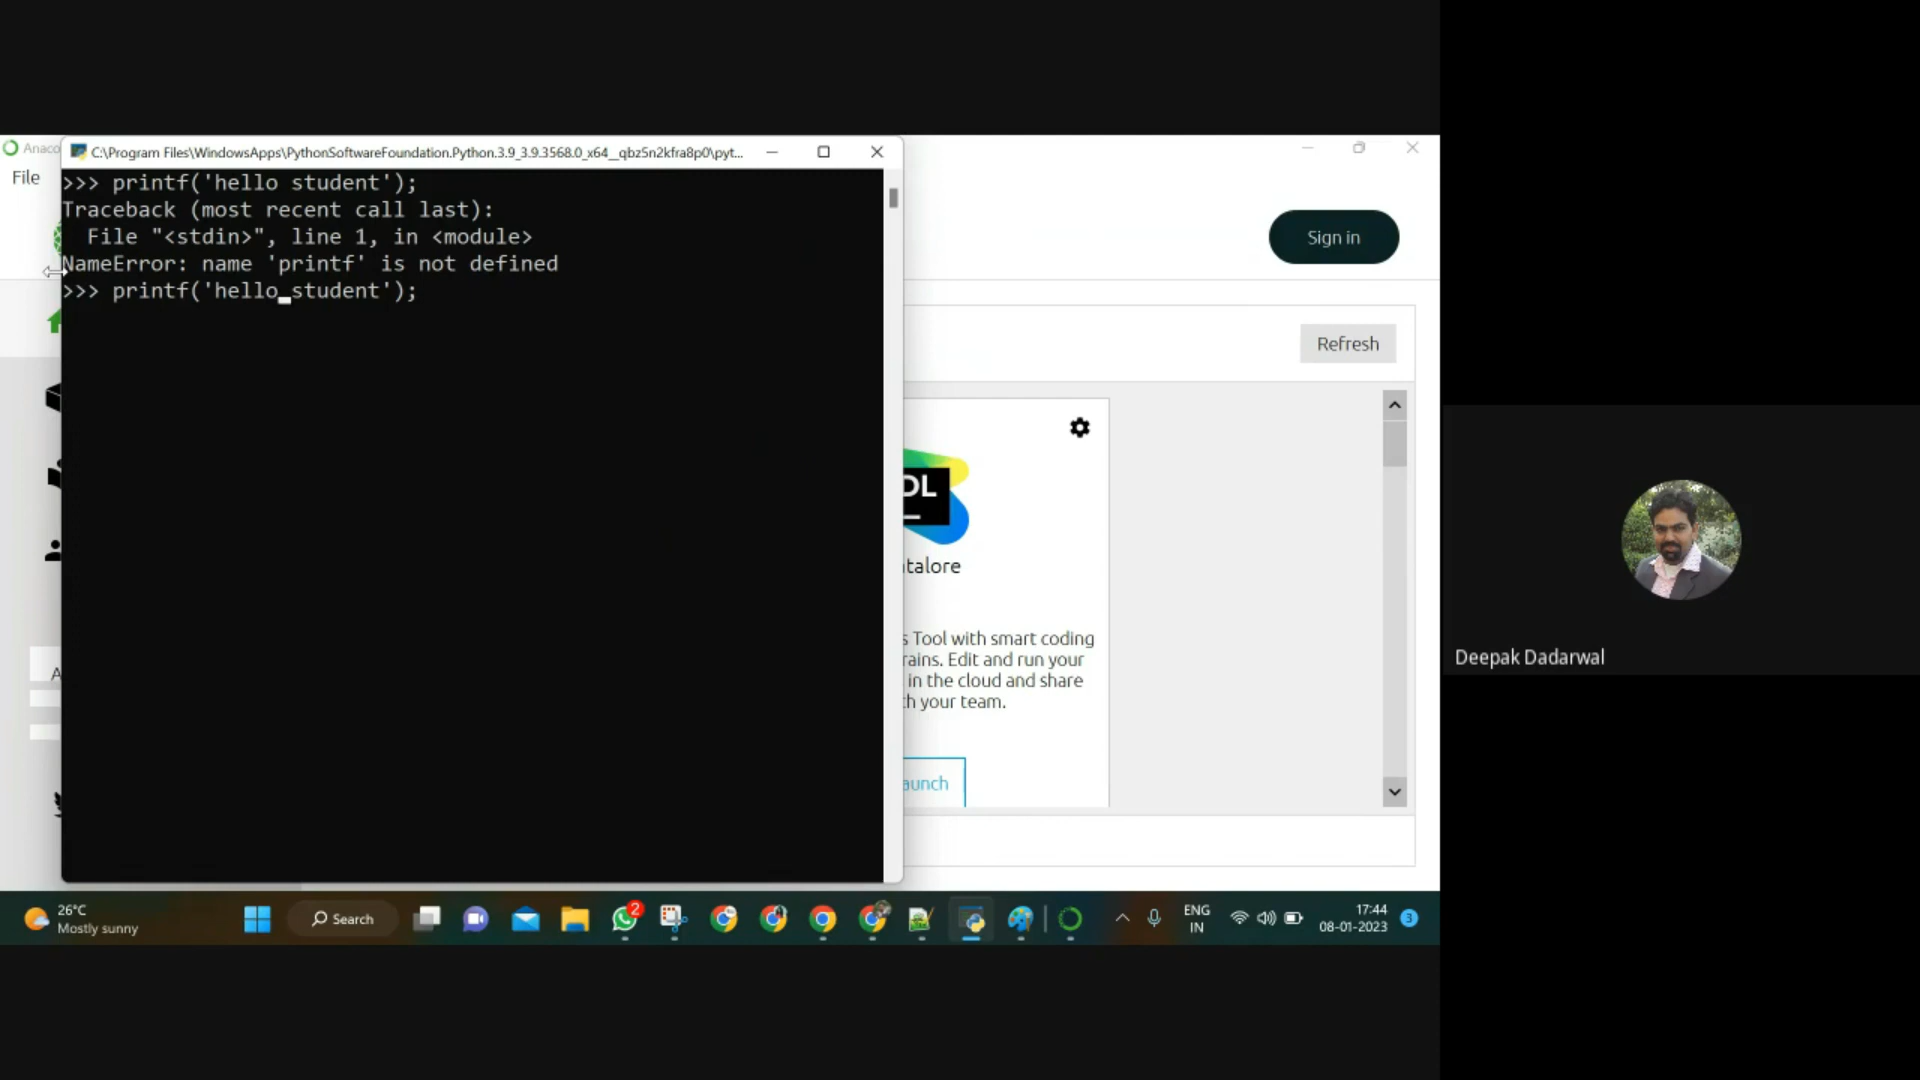 Anaco
C:\Program Files\WindowsApps\PythonSoftwareFoundation.Python.3.9_3.9.3568.0_x64__qbz5n2kfra8p0\pyt...
File
>>> printf('hello student');
Traceback (most recent call last):
  File "<stdin>", line 1, in <module>
NameError: name 'printf' is not defined
>>> printf('hello student');
Sign in
Refresh
DL
talore
s Tool with smart coding
rains. Edit and run your
in the cloud and share
h your team.
aunch
A
Deepak Dadarwal
26°C
Mostly sunny
Search
2
ENG
IN
17:44
08-01-2023
3